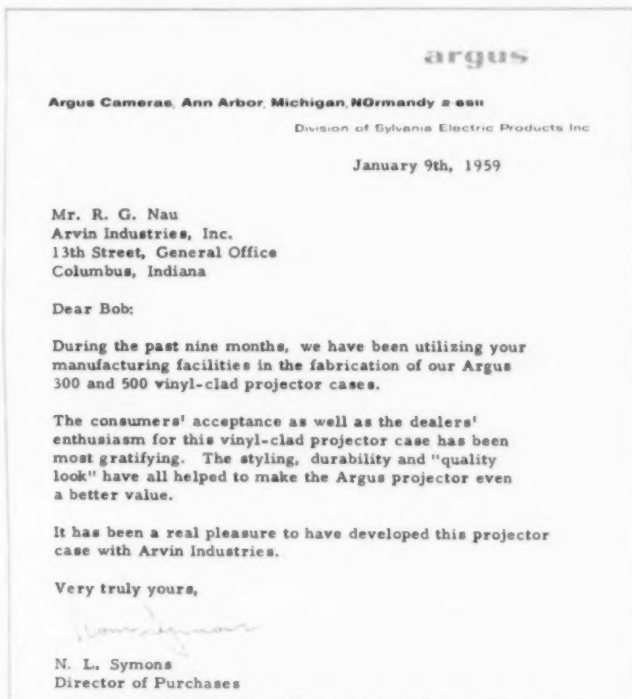 argus
Argus Cameras, Ann Arbor, Michigan, NOrmandy
Division of Sylvania Electric Products Inc
January 9th, 1959
Mr. R. G. Nau
Arvin Industries, Inc.
13th Street, General Office
Columbus, Indiana
Dear Bob:
During the past nine months, we have been utilizing your
manufacturing facilities in the fabrication of our Argus
300 and 500 vinyl-clad projector cases.
The consumers' acceptance as well as the dealers'
enthusiasm for this vinyl-clad projector case has been
most gratifying. The styling, durability and "quality
look" have all helped to make the Argus projector even
a better value.
It has been a real pleasure to have developed this projector
case with Arvin Industries.
Very truly yours,
N. L. Symons
Director of Purchases